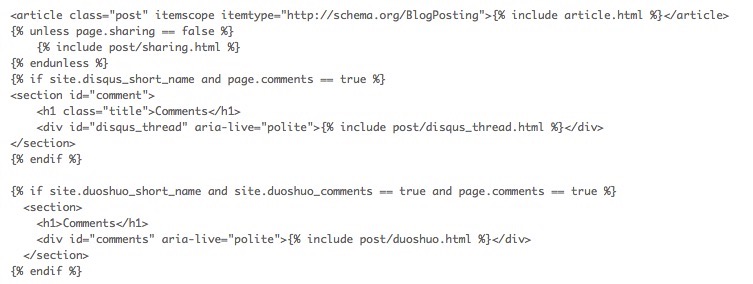 <article class="post" itemscope itemtype="http://schema.org/BlogPosting">{% include article.html %}</article>
{% unless page.sharing == false %}
    {% include post/sharing.html %}
{% endunless %}
{% if site.disqus_short_name and page.comments == true %}
<section id="comment">
    <h1 class="title">Comments</h1>
    <div id="disqus_thread" aria-live="polite">{% include post/disqus_thread.html %}</div>
</section>
{% endif %}

{% if site.duoshuo_short_name and site.duoshuo_comments == true and page.comments == true %}
  <section>
    <h1>Comments</h1>
    <div id="comments" aria-live="polite">{% include post/duoshuo.html %}</div>
  </section>
{% endif %}